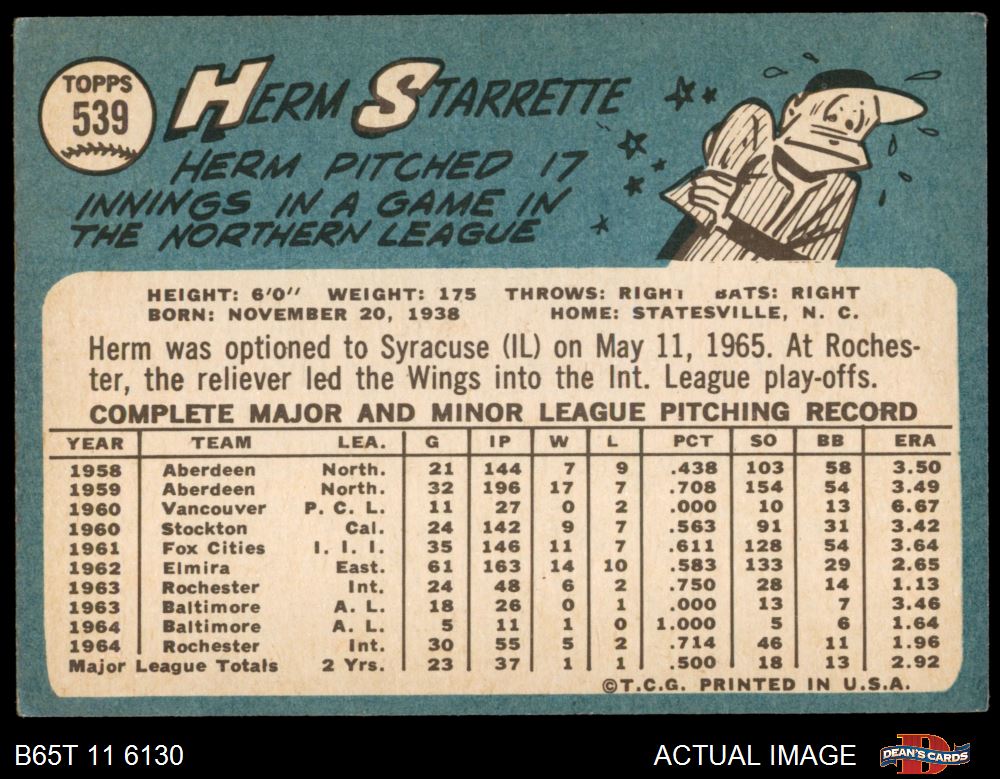 TOPPS
539
HERM STARRETTE
HERM PITCHED 17
INNINGS IN A GAME IN
THE NORTHERN LEAGUE
HEIGHT: 6'0" WEIGHT: 175 THROWS: RIGHT BATS: RIGHT
BORN: NOVEMBER 20, 1938 HOME: STATESVILLE, N. C.
Herm was optioned to Syracuse (IL) on May 11, 1965. At Roches-
ter, the reliever led the Wings into the Int. League play-offs.
COMPLETE MAJOR AND MINOR LEAGUE PITCHING RECORD
YEAR TEAM LEA. G IP W L PCT SO BB ERA
1958 Aberdeen North. 21 144 7 9 .438 103 58 3.50
1959 Aberdeen North. 32 196 17 7 .708 154 54 3.49
1960 Vancouver P. C. L. 11 27 0 2 .000 10 13 6.67
1960 Stockton Cal. 24 142 9 7 .563 91 31 3.42
1961 Fox Cities I. I. I. 35 146 11 7 .611 128 54 3.64
1962 Elmira East. 61 163 14 10 .583 133 29 2.65
1963 Rochester Int. 24 48 6 2 .750 28 14 1.13
1963 Baltimore A. L. 18 26 0 1 .000 13 7 3.46
1964 Baltimore A. L. 5 11 1 0 1.000 5 6 1.64
1964 Rochester Int. 30 55 5 2 .714 46 11 1.96
Major League Totals 2 Yrs. 23 37 1 1 .500 18 13 2.92
©T.C.G. PRINTED IN U.S.A.
B65T 11 6130 ACTUAL IMAGE DEAN'S CARDS